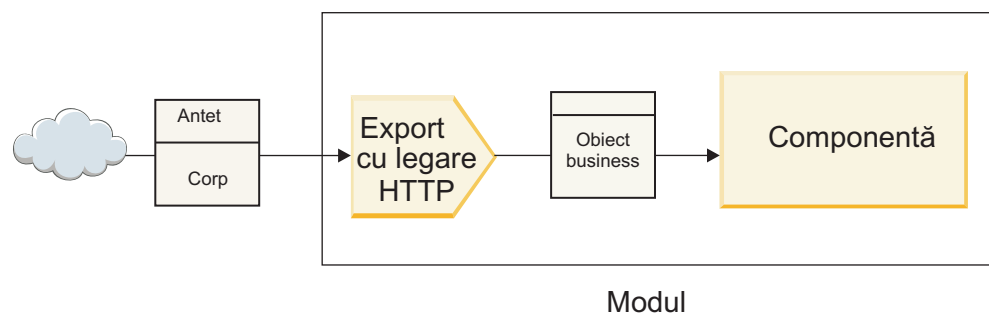 Antet
Corp
Export
cu legare
HTTP
Obiect
business
Componentă
Modul